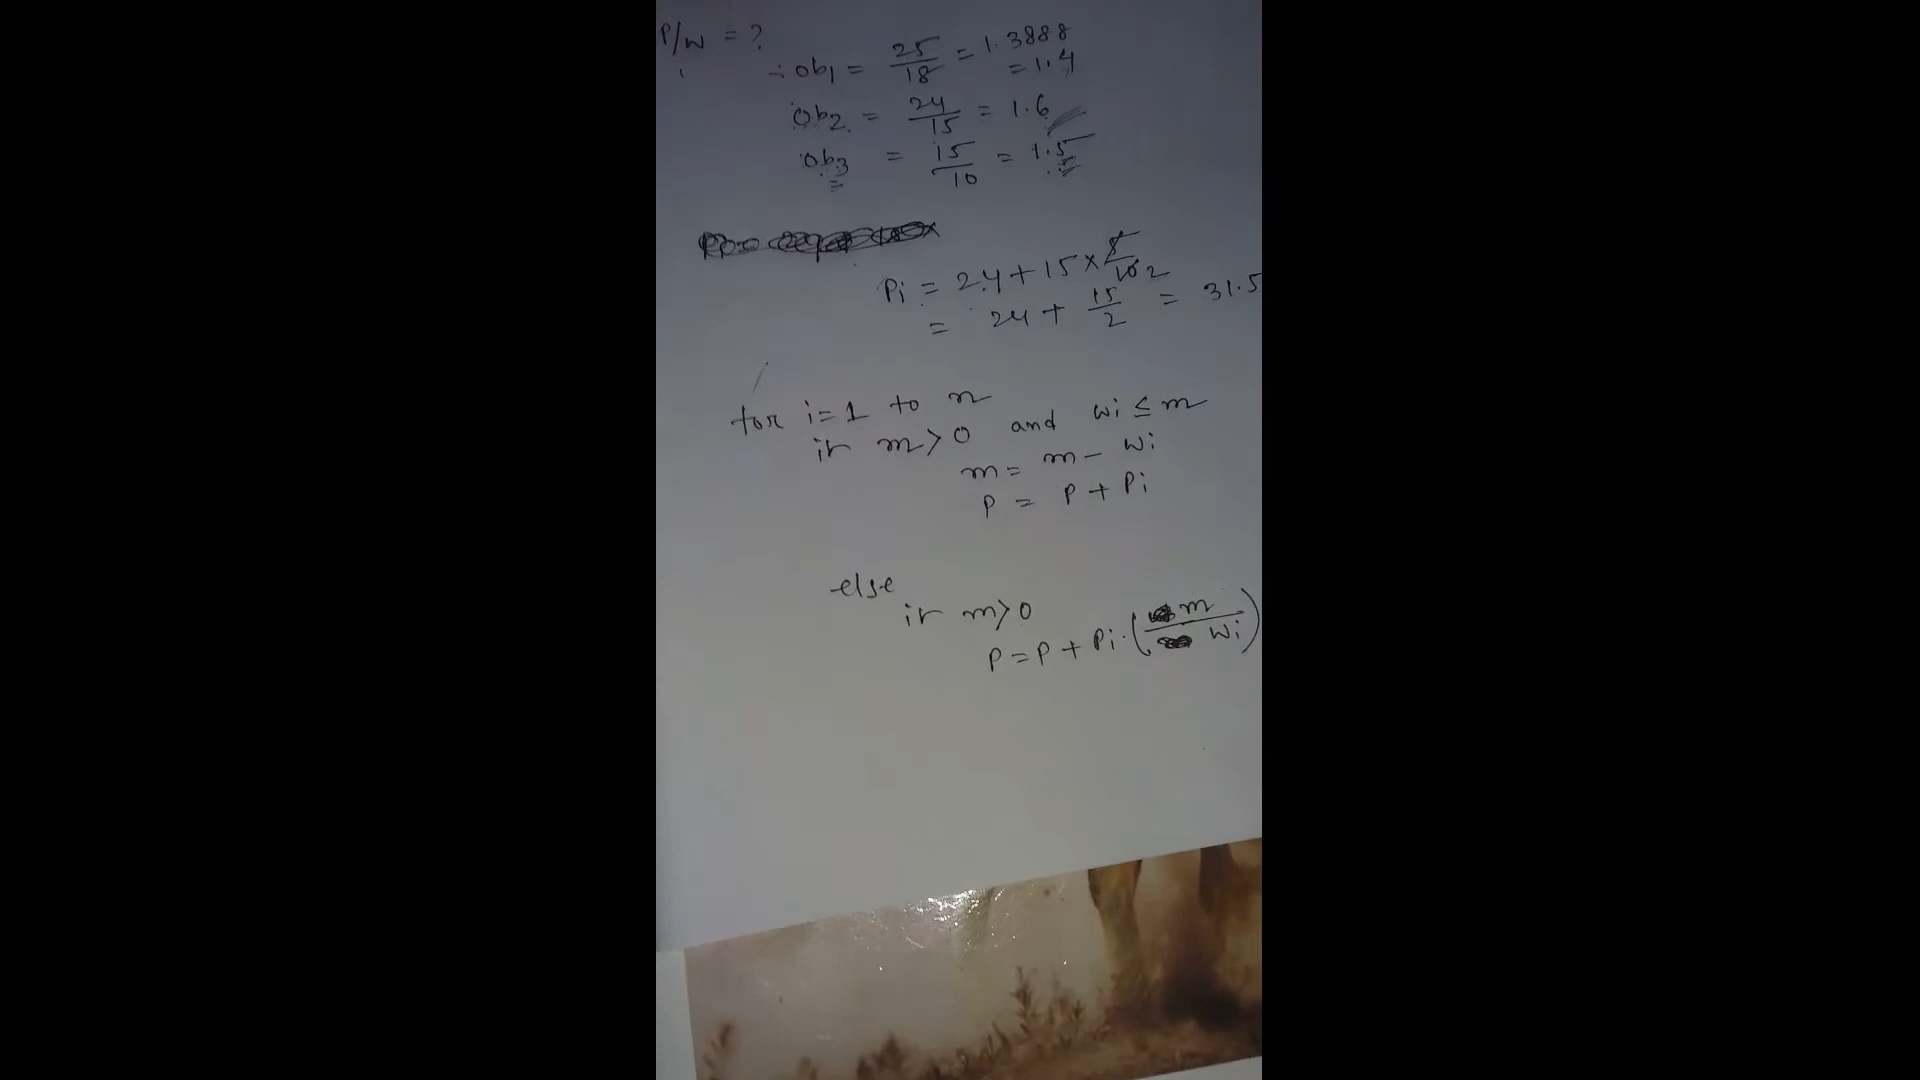 P/W = ?
ob1 = 25/18 = 1.3888
= 1.4
ob2 = 24/15 = 1.6
ob3 = 15/10 = 1.5
Pi = 24 + 15 × 5/10 2
= 24 + 15/2 = 31.5
for i = 1 to n
if m > 0 and wi ≤ m
m = m - wi
P = P + Pi
else
if m > 0
P = P + Pi · (m/wi)